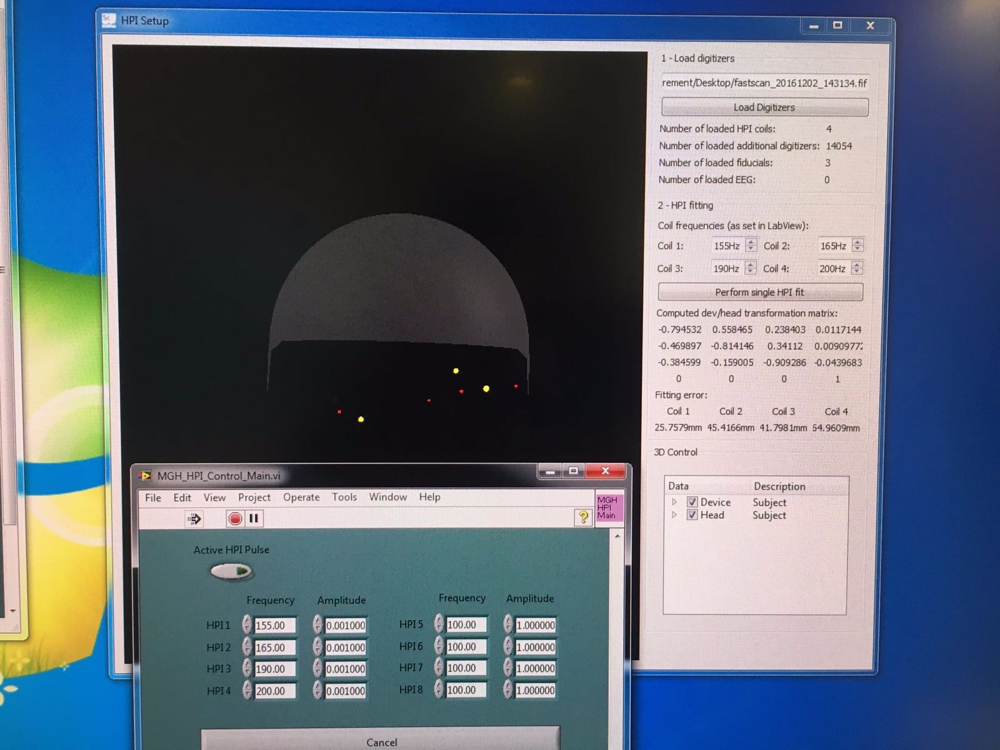 Sc
HPI Setup
1 - Load digitizers
rement/Desktop/fastscan_20161202_143134.fif
Load Digitizers
Number of loaded HPI coils: 4
Number of loaded additional digitizers: 14054
Number of loaded fiducials: 3
Number of loaded EEG: 0
2 - HPI fitting
Coil frequencies (as set in LabView):
Coil 1: 155Hz Coil 2: 165Hz
Coil 3: 190Hz Coil 4: 200Hz
Perform single HPI fit
Computed dev/head transformation matrix:
-0.794532 0.558465 0.238403 0.0117144
-0.469897 -0.814146 0.34112
-0.384599 -0.159005 -0.909286 -0.0439683
0 0 0 1
Fitting error:
Coil 1 Coil 2 Coil 3 Coil 4
25.7579mm 45.4166mm 41.7981mm
3D Control
Data Description
Device Subject
Head Subject
MGH_HPI_Control_Main.vi
File Edit View Project Operate Tools Window Help
?
MGH
HPI
Main
Active HPI Pulse
Frequency Amplitude Frequency Amplitude
HPI 1 155.00 0.001000 HPI 5 100.00 1.000000
HPI 2 165.00 0.001000 HPI 6 100.00 1.000000
HPI 3 190.00 0.001000 HPI 7 100.00 1.000000
HPI 4 200.00 0.001000 HPI 8 100.00 1.000000
Cancel